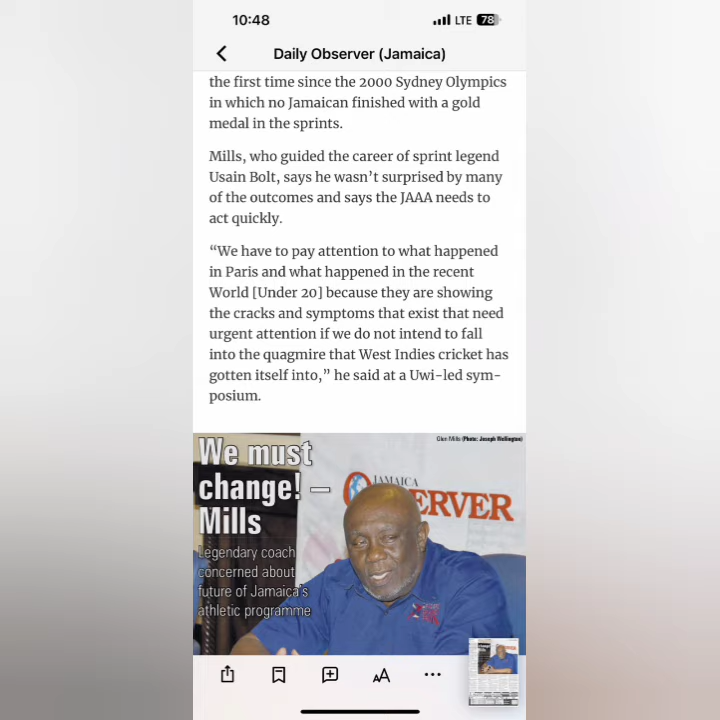 10:48
LTE 78
Daily Observer (Jamaica)
the first time since the 2000 Sydney Olympics
in which no Jamaican finished with a gold
medal in the sprints.
Mills, who guided the career of sprint legend
Usain Bolt, says he wasn’t surprised by many
of the outcomes and says the JAAA needs to
act quickly.
“We have to pay attention to what happened
in Paris and what happened in the recent
World [Under 20] because they are showing
the cracks and symptoms that exist that need
urgent attention if we do not intend to fall
into the quagmire that West Indies cricket has
gotten itself into,” he said at a Uwi-led sym-
posium.
Glen Mills (Photo: Joseph Wellington)
We must
change! –
Mills
Legendary coach
concerned about
future of Jamaica’s
athletic programme
JAMAICA
ERVER
AA